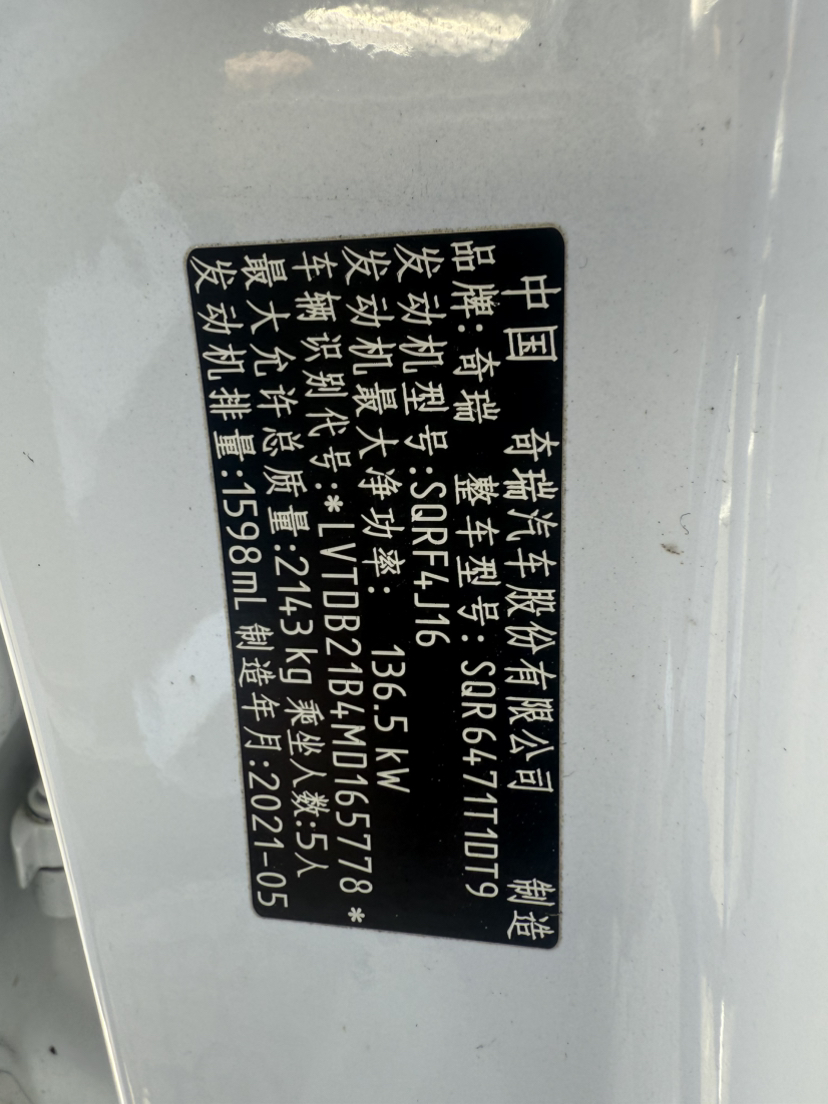 中国 奇瑞汽车股份有限公司 制造
品牌:奇瑞 整车型号:SQR6471T1DT9
发动机型号:SQRF4J16
发动机最大净功率: 136.5 kW
车辆识别代号:*LVTDB21B4MD165778*
最大允许总质量:2143kg 乘坐人数:5人
发动机排量:1598mL 制造年月:2021-05